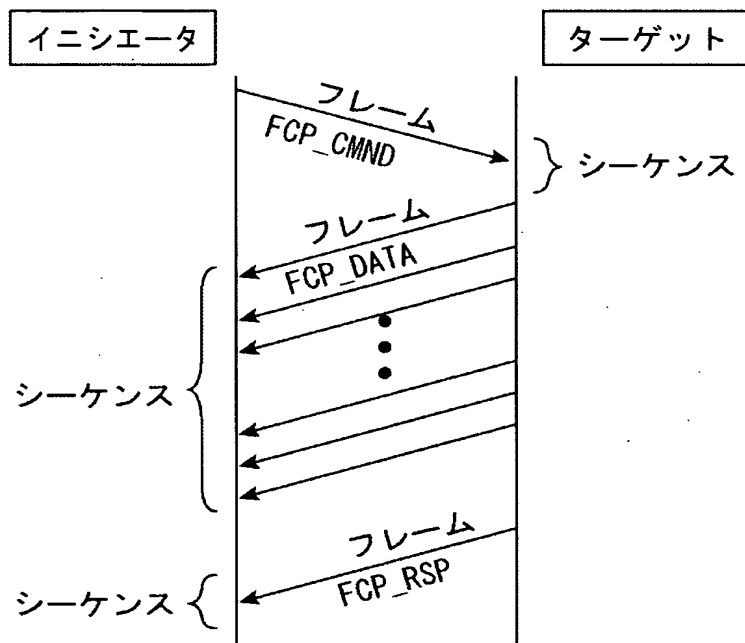 イニシエータ
ターゲット
フレーム
FCP_CMND
シーケンス
フレーム
FCP_DATA
シーケンス
フレーム
FCP_RSP
シーケンス